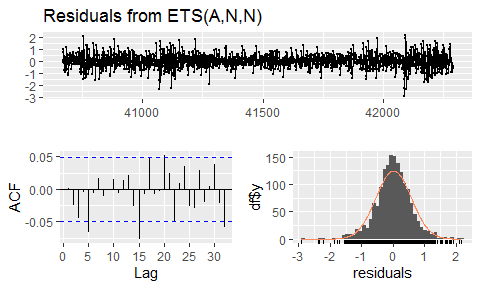 Residuals from ETS(A,N,N)
2
1
0
-1
-2
-3
41000 41500 42000
0.05
0.00
-0.05
ACF
0 5 10 15 20 25 30
Lag
150
100
50
0
df$y
-3 -2 -1 0 1 2
residuals